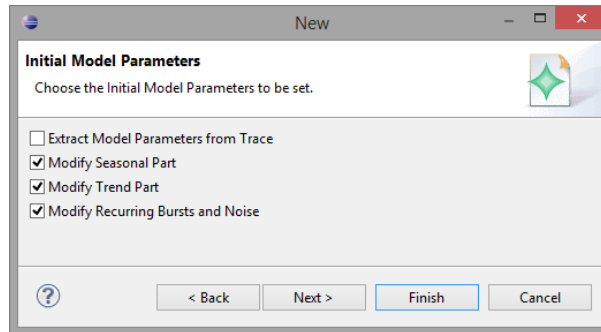 New
Initial Model Parameters
Choose the Initial Model Parameters to be set.
Extract Model Parameters from Trace
Modify Seasonal Part
Modify Trend Part
Modify Recurring Bursts and Noise
? < Back Next > Finish Cancel